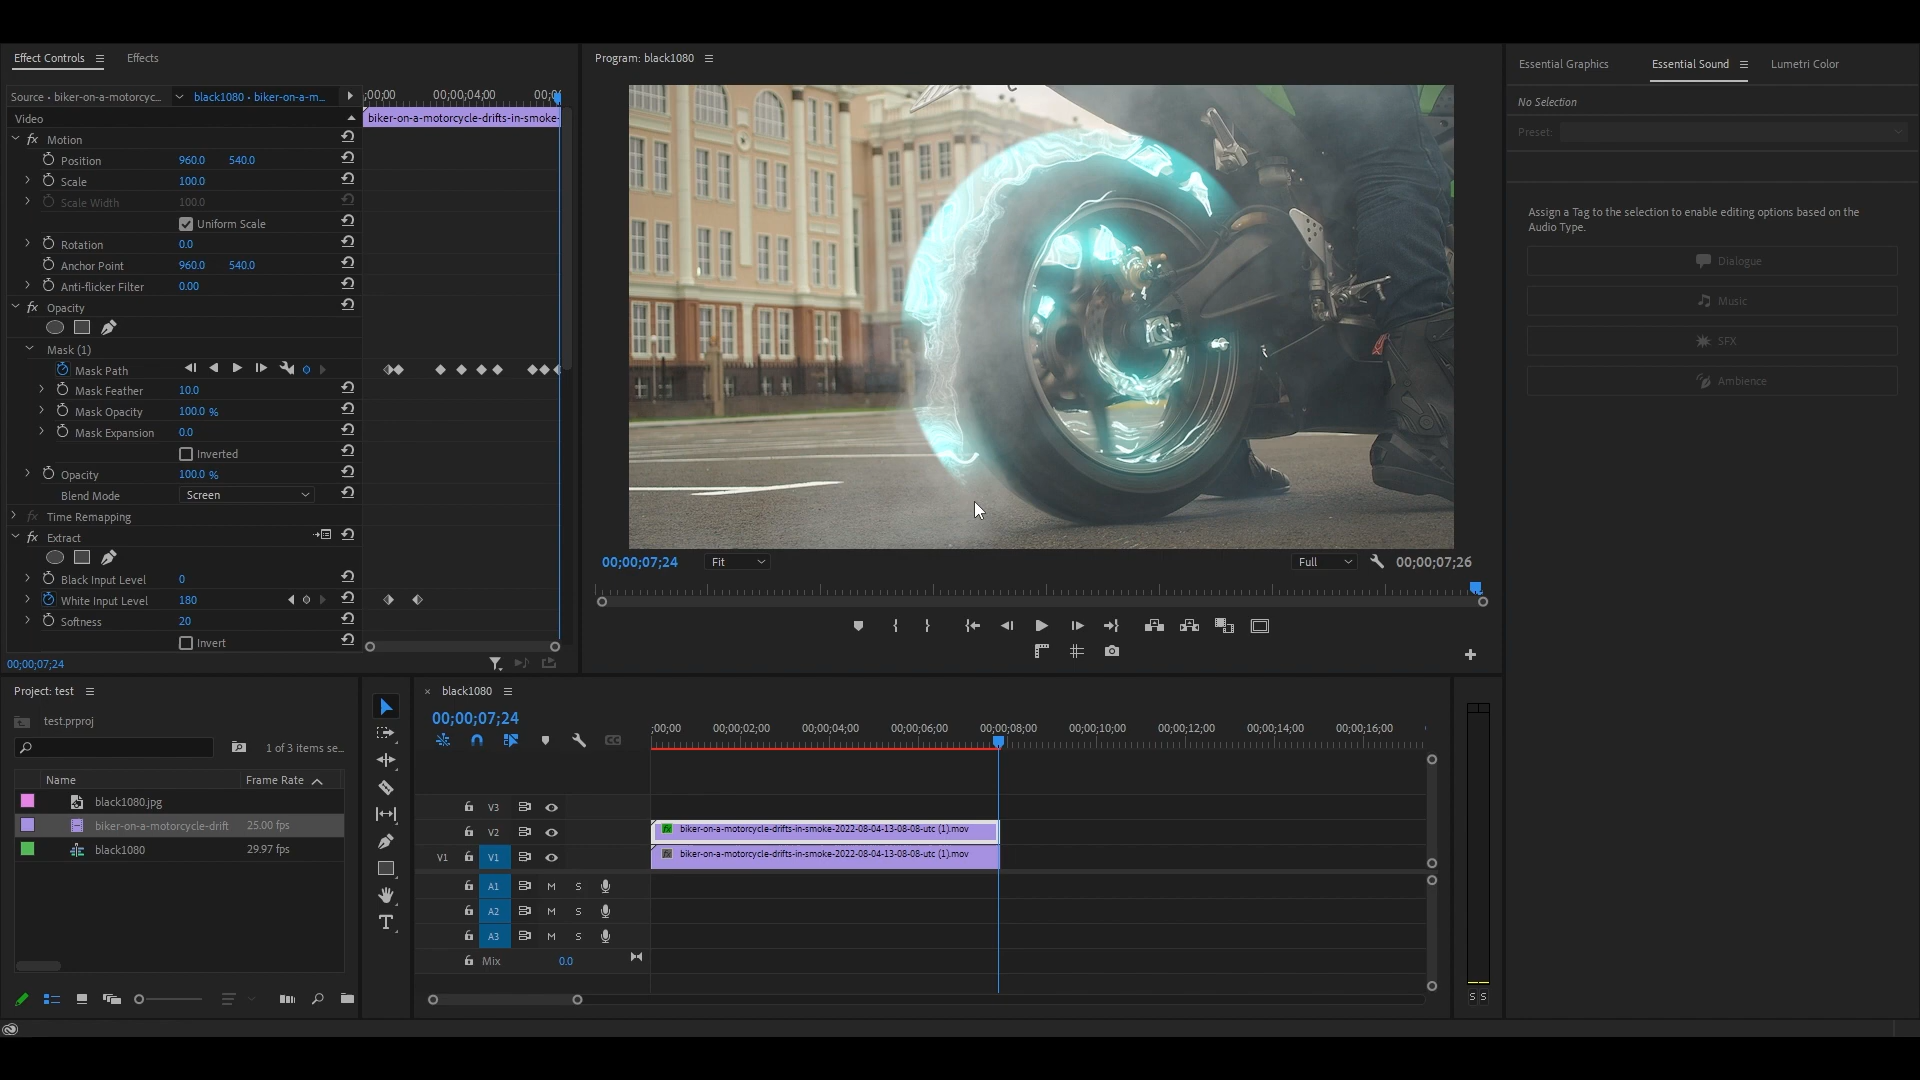 Effect Controls
Effects
Source • biker-on-a-motorcyc...
black1080 • biker-on-a-m...
;00;00
00;00;04;00
Video
biker-on-a-motorcycle-drifts-in-smoke-
fx Motion
Position 960.0 540.0
Scale 100.0
Scale Width 100.0
Uniform Scale
Rotation 0.0
Anchor Point 960.0 540.0
Anti-flicker Filter 0.00
fx Opacity
Mask (1)
Mask Path
Mask Feather 10.0
Mask Opacity 100.0 %
Mask Expansion 0.0
Inverted
Opacity 100.0 %
Blend Mode Screen
fx Time Remapping
fx Extract
Black Input Level 0
White Input Level 180
Softness 20
Invert
00;00;07;24
Program: black1080
00;00;07;24
Fit
Full
00;00;07;26
Essential Graphics
Essential Sound
Lumetri Color
No Selection
Preset:
Assign a Tag to the selection to enable editing options based on the
Audio Type.
Dialogue
Music
SFX
Ambience
Project: test
test.prproj
1 of 3 items se...
Name
Frame Rate
black1080.jpg
biker-on-a-motorcycle-drift 25.00 fps
black1080 29.97 fps
T
× black1080
00;00;07;24
;00;00
00;00;02;00
00;00;04;00
00;00;06;00
00;00;08;00
00;00;10;00
00;00;12;00
00;00;14;00
00;00;16;00
V3
V2
fx biker-on-a-motorcycle-drifts-in-smoke-2022-08-04-13-08-08-utc (1).mov
V1 V1
fx biker-on-a-motorcycle-drifts-in-smoke-2022-08-04-13-08-08-utc (1).mov
A1 M S
A2 M S
A3 M S
Mix 0.0
S S